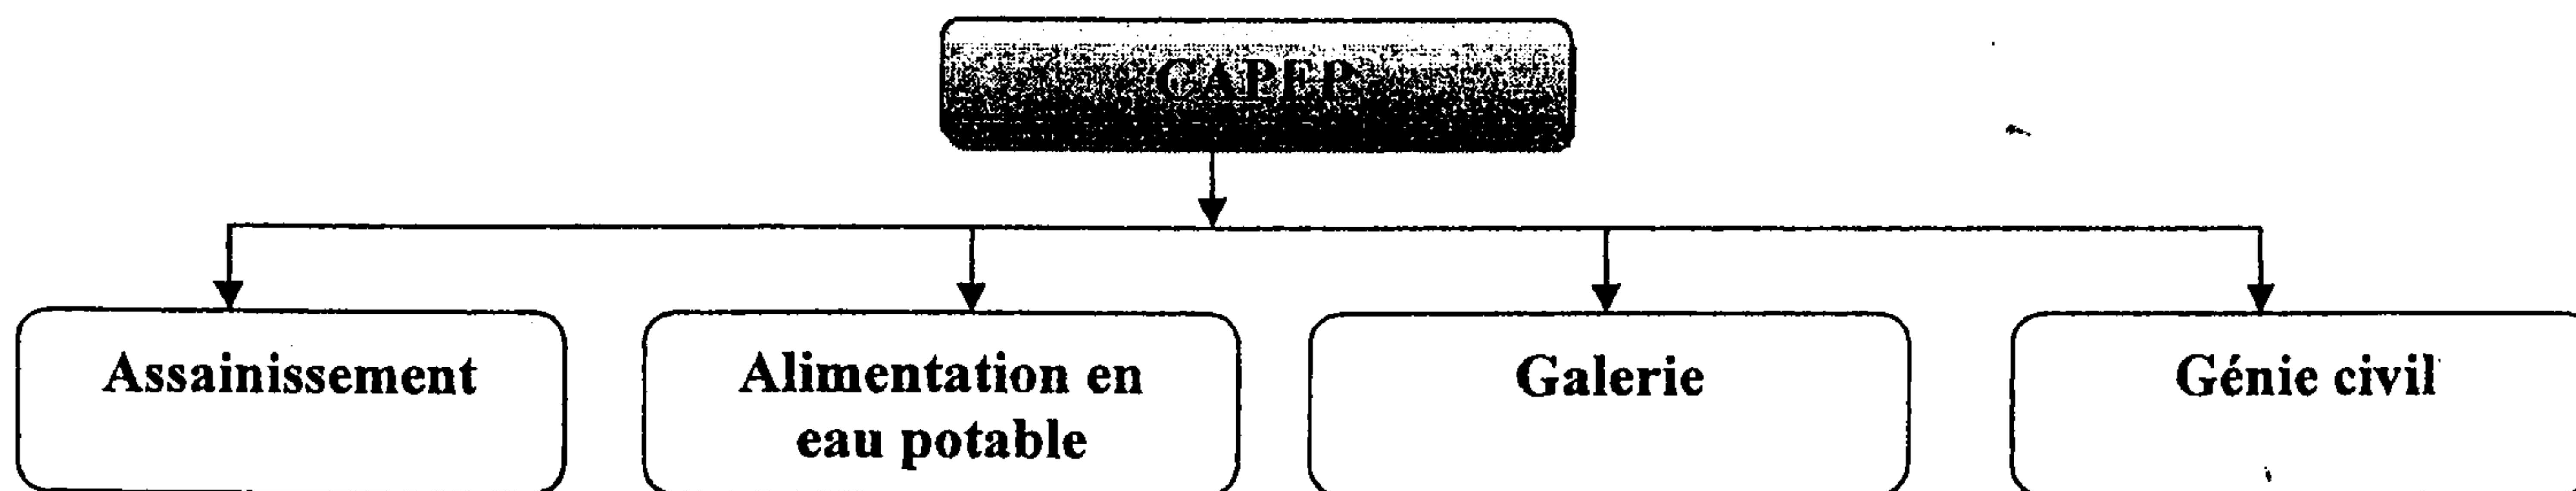 CAPEP
Assainissement
Alimentation en
eau potable
Galerie
Génie civil